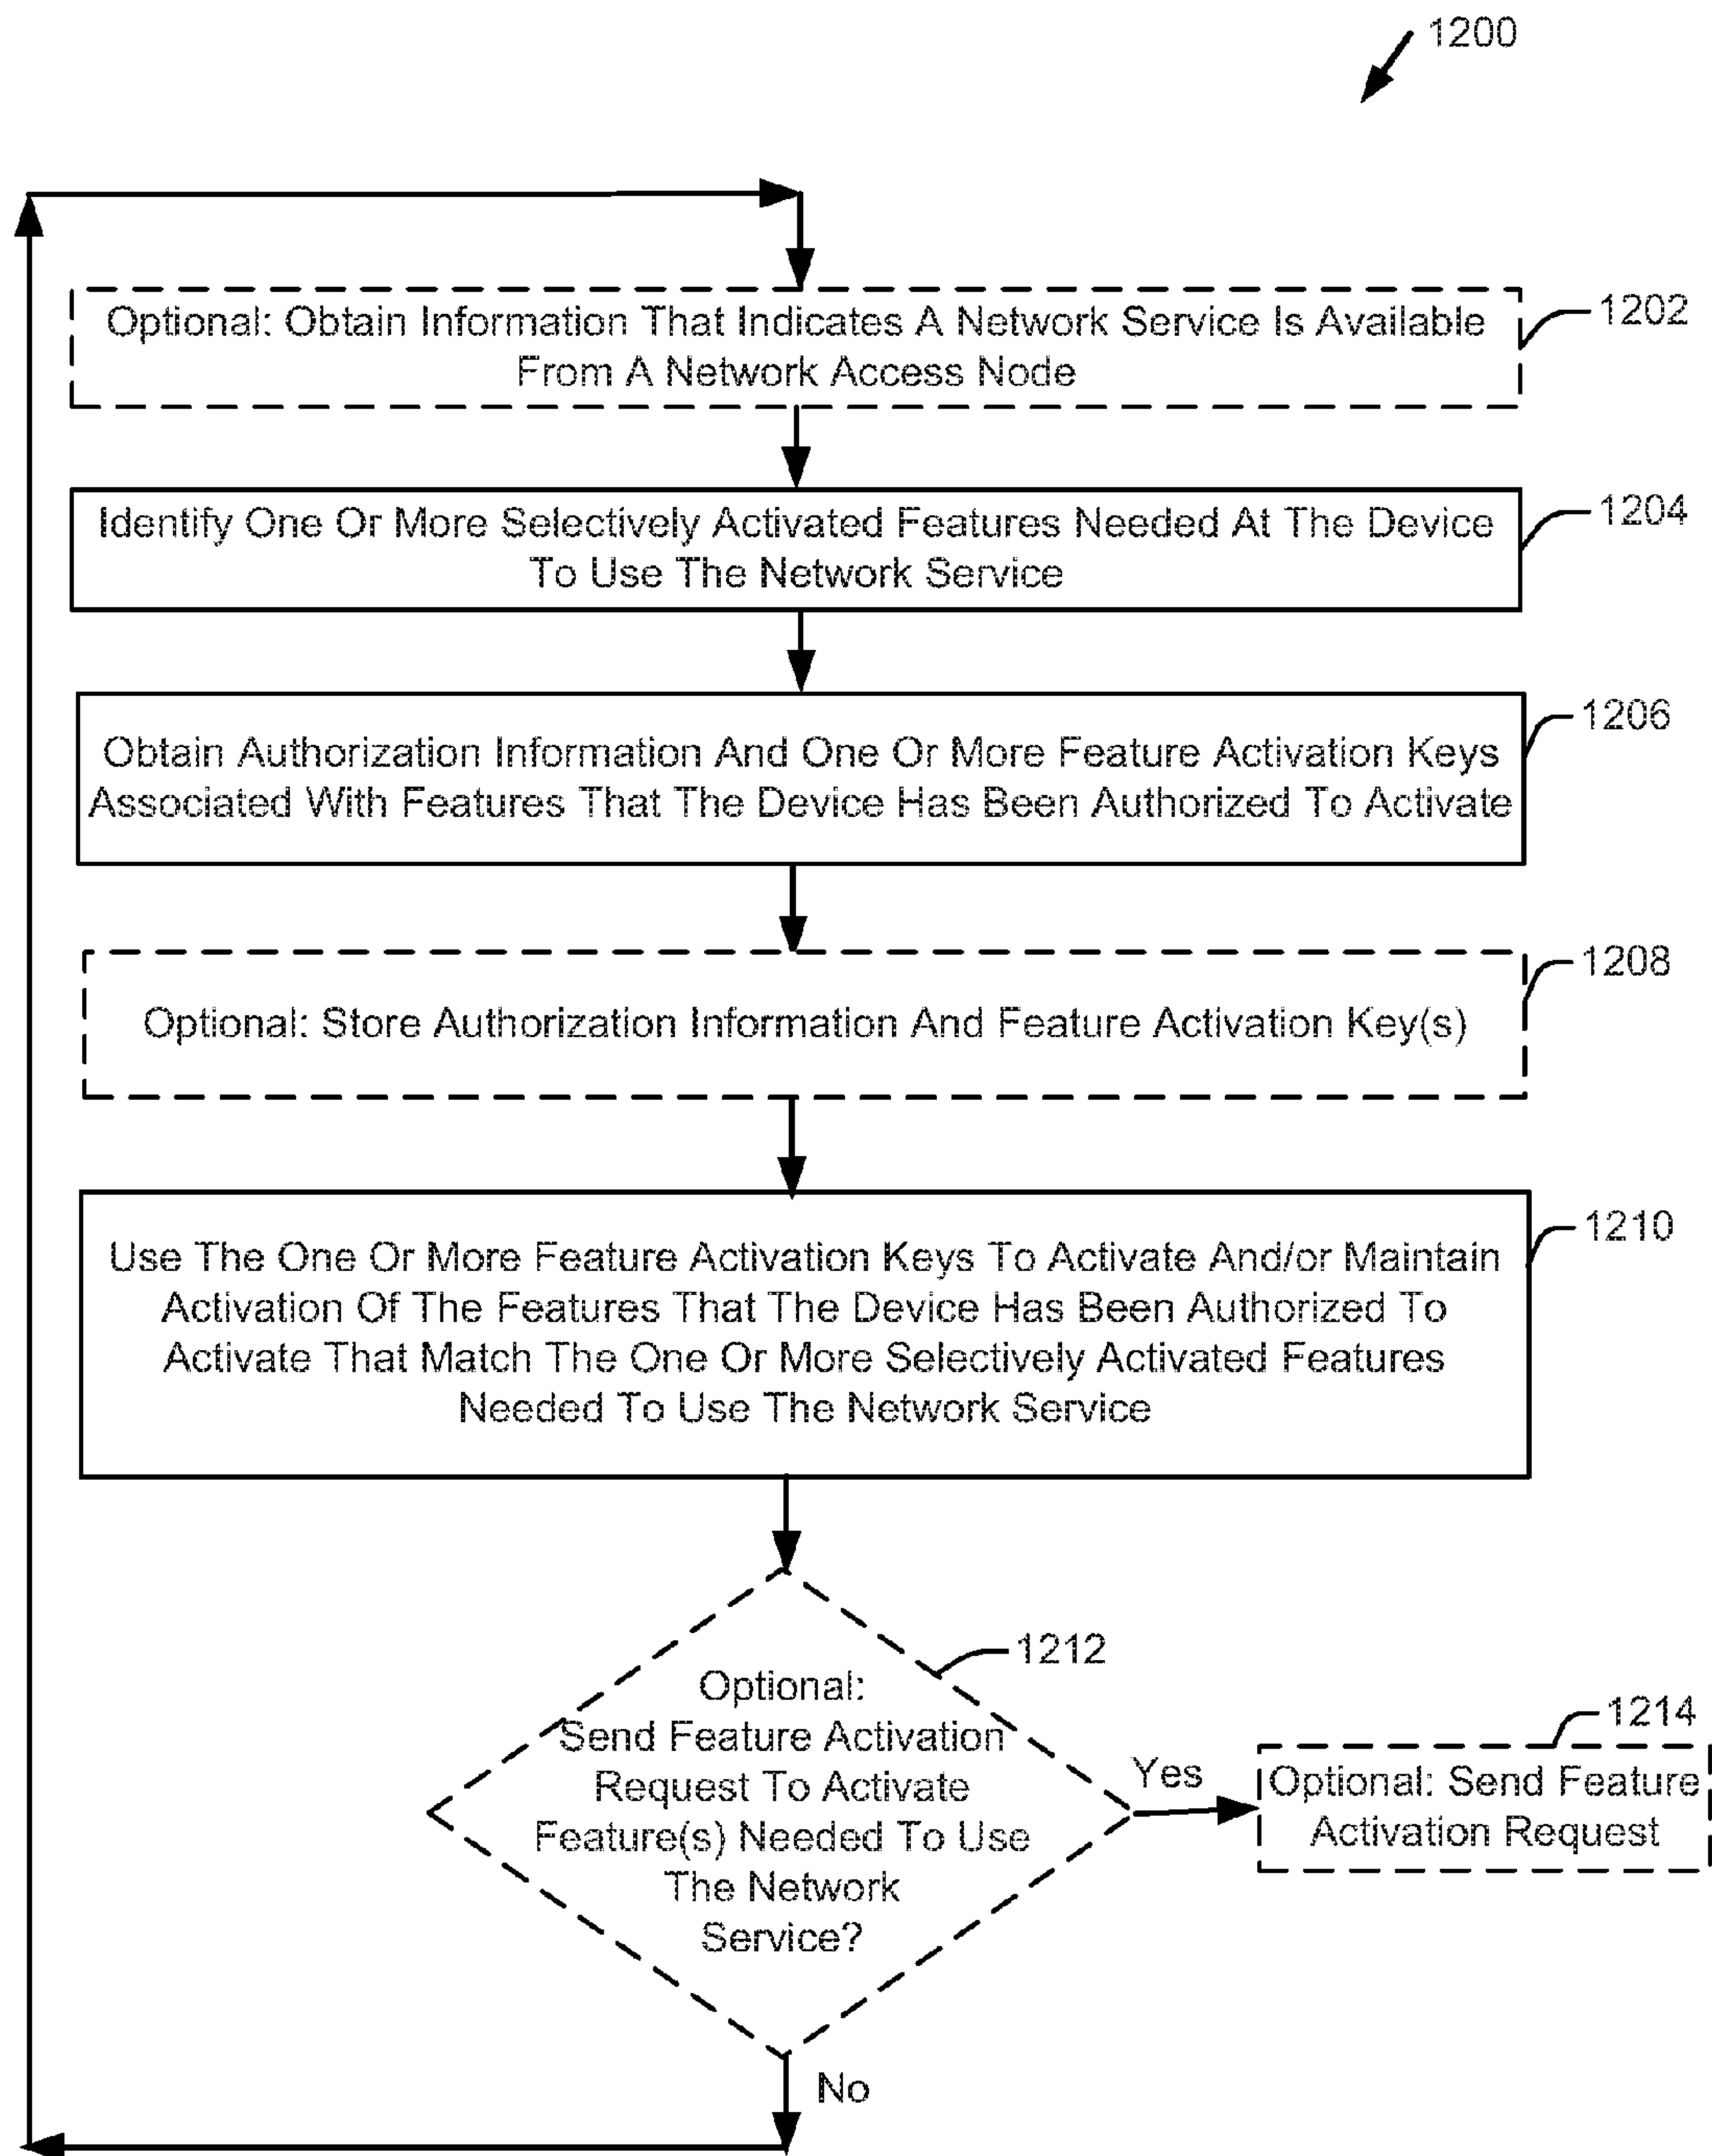 1200
Optional: Obtain Information That Indicates A Network Service Is Available
From A Network Access Node
1202
Identify One Or More Selectively Activated Features Needed At The Device
To Use The Network Service
1204
Obtain Authorization Information And One Or More Feature Activation Keys
Associated With Features That The Device Has Been Authorized To Activate
1206
Optional: Store Authorization Information And Feature Activation Key(s)
1208
Use The One Or More Feature Activation Keys To Activate And/or Maintain
Activation Of The Features That The Device Has Been Authorized To
Activate That Match The One Or More Selectively Activated Features
Needed To Use The Network Service
1210
Optional:
Send Feature Activation
Request To Activate
Feature(s) Needed To Use
The Network
Service?
1212
Yes
1214
Optional: Send Feature
Activation Request
No